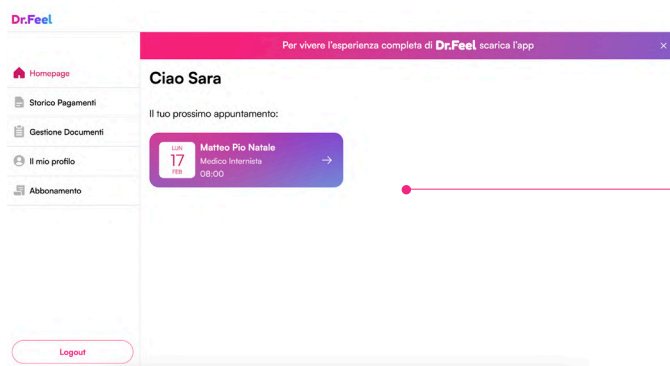 Dr.Feel
Per vivere l'esperienza completa di Dr.Feel scarica l'app
Homepage
Storico Pagamenti
Gestione Documenti
Il mio profilo
Abbonamento
Logout
Ciao Sara
Il tuo prossimo appuntamento:
LUN
17
FEB
Matteo Pio Natale
Medico Internista
08:00